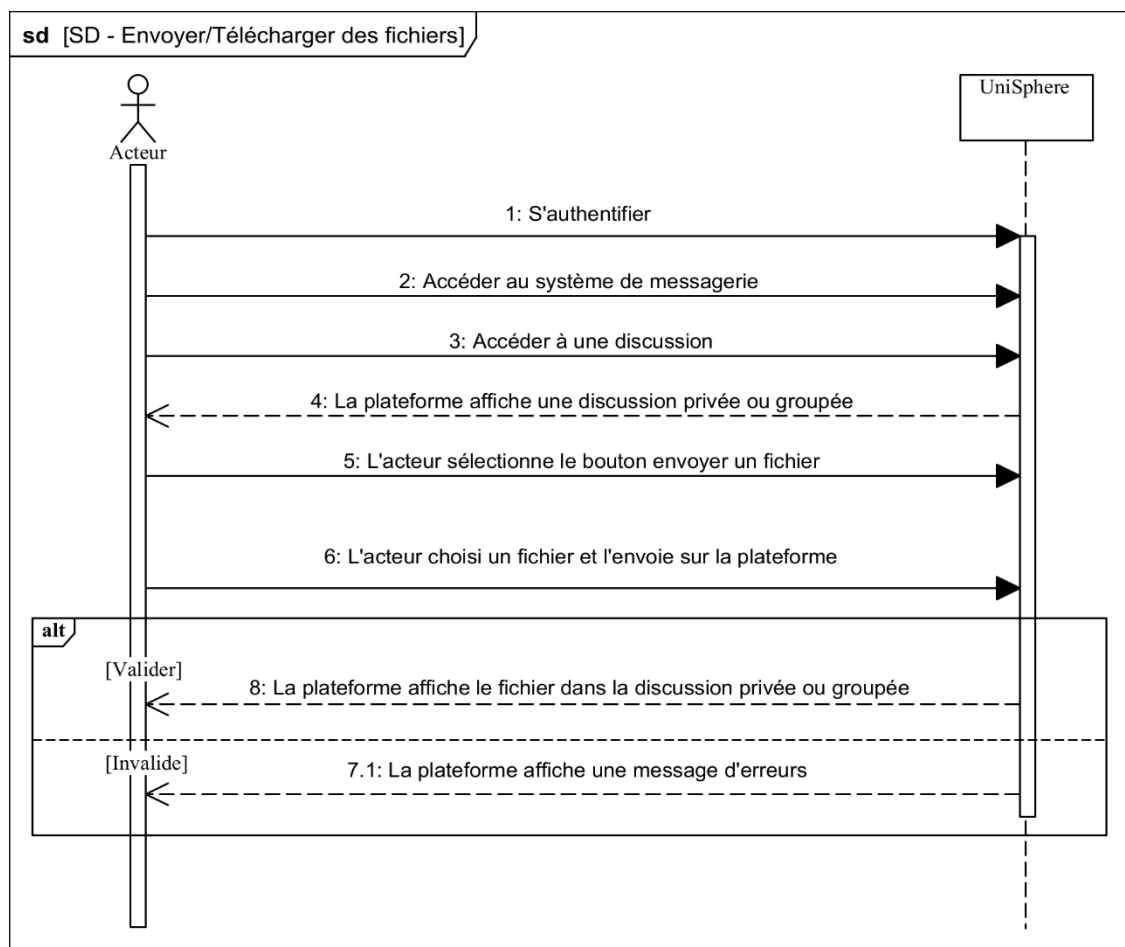 sd [SD - Envoyer/Télécharger des fichiers]
UniSphere
Acteur
1: S'authentifier
2: Accéder au système de messagerie
3: Accéder à une discussion
4: La plateforme affiche une discussion privée ou groupée
5: L'acteur sélectionne le bouton envoyer un fichier
6: L'acteur choisi un fichier et l'envoie sur la plateforme
alt
[Valider]
8: La plateforme affiche le fichier dans la discussion privée ou groupée
[Invalide]
7.1: La plateforme affiche une message d'erreurs